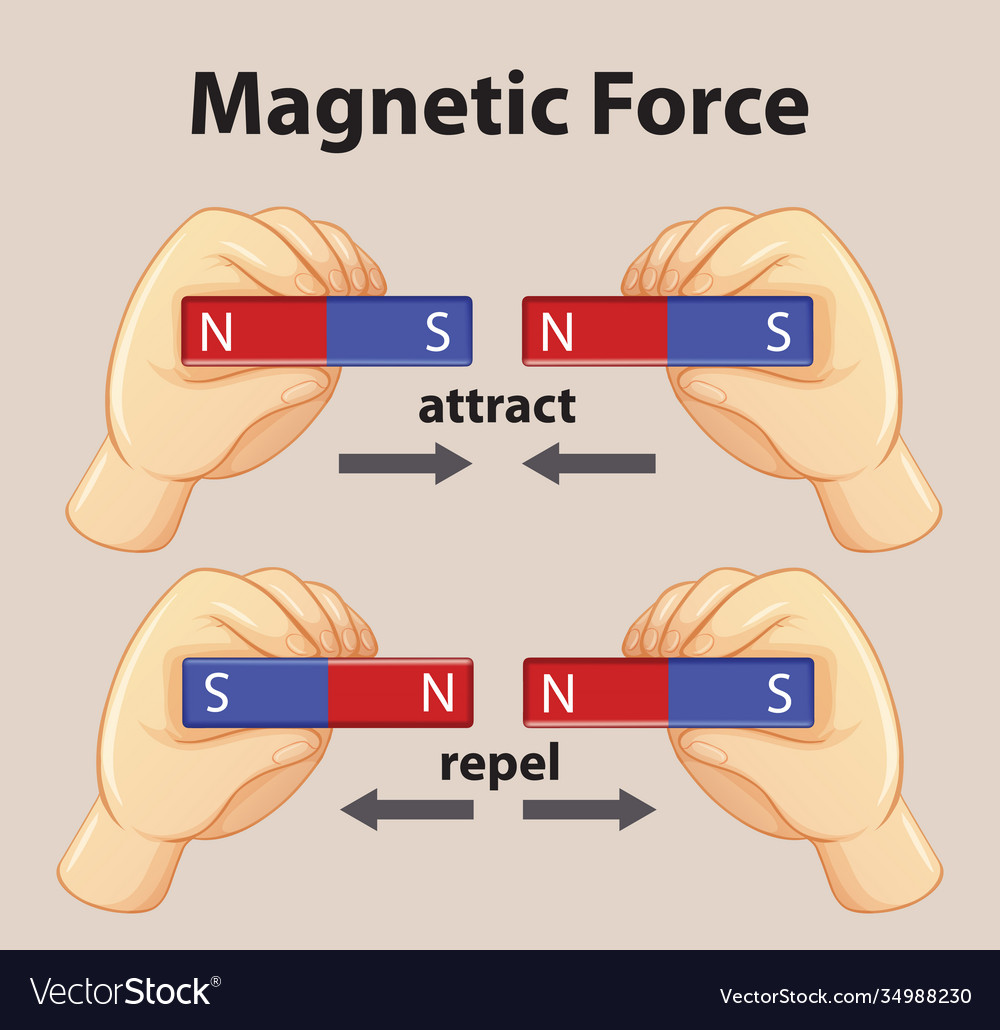 Magnetic Force
N S N S
attract
S N N S
repel
VectorStock®
VectorStock.com/34988230